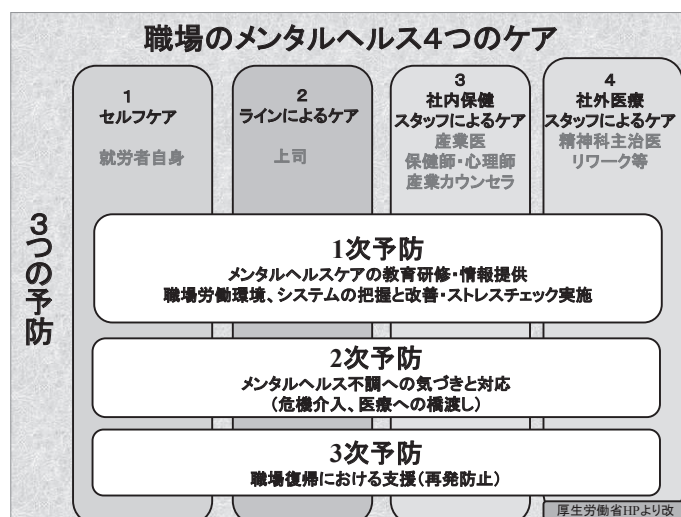 職場のメンタルヘルス4つのケア
1
セルフケア
就労者自身
2
ラインによるケア
上司
3
社内保健
スタッフによるケア
産業医
保健師・心理師
産業カウンセラ
4
社外医療
スタッフによるケア
精神科主治医
リワーク等
3つの予防
1次予防
メンタルヘルスケアの教育研修・情報提供
職場労働環境、システムの把握と改善・ストレスチェック実施
2次予防
メンタルヘルス不調への気づきと対応
(危機介入、医療への橋渡し)
3次予防
職場復帰における支援(再発防止)
厚生労働省HPより改